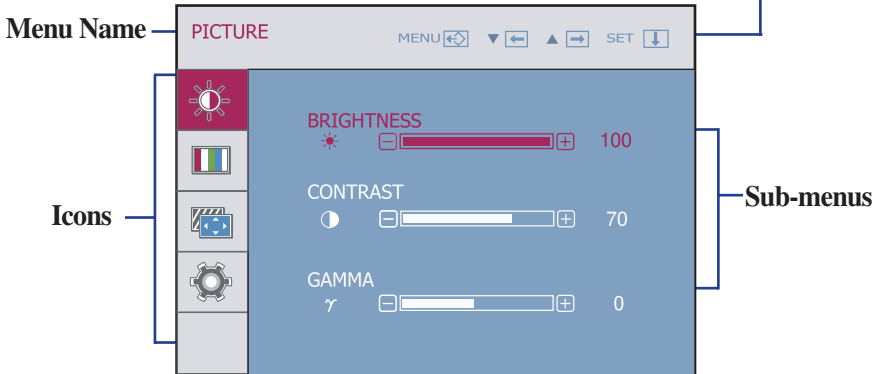 Menu Name
PICTURE
MENU
SET
BRIGHTNESS
100
Icons
CONTRAST
70
Sub-menus
GAMMA
γ
0